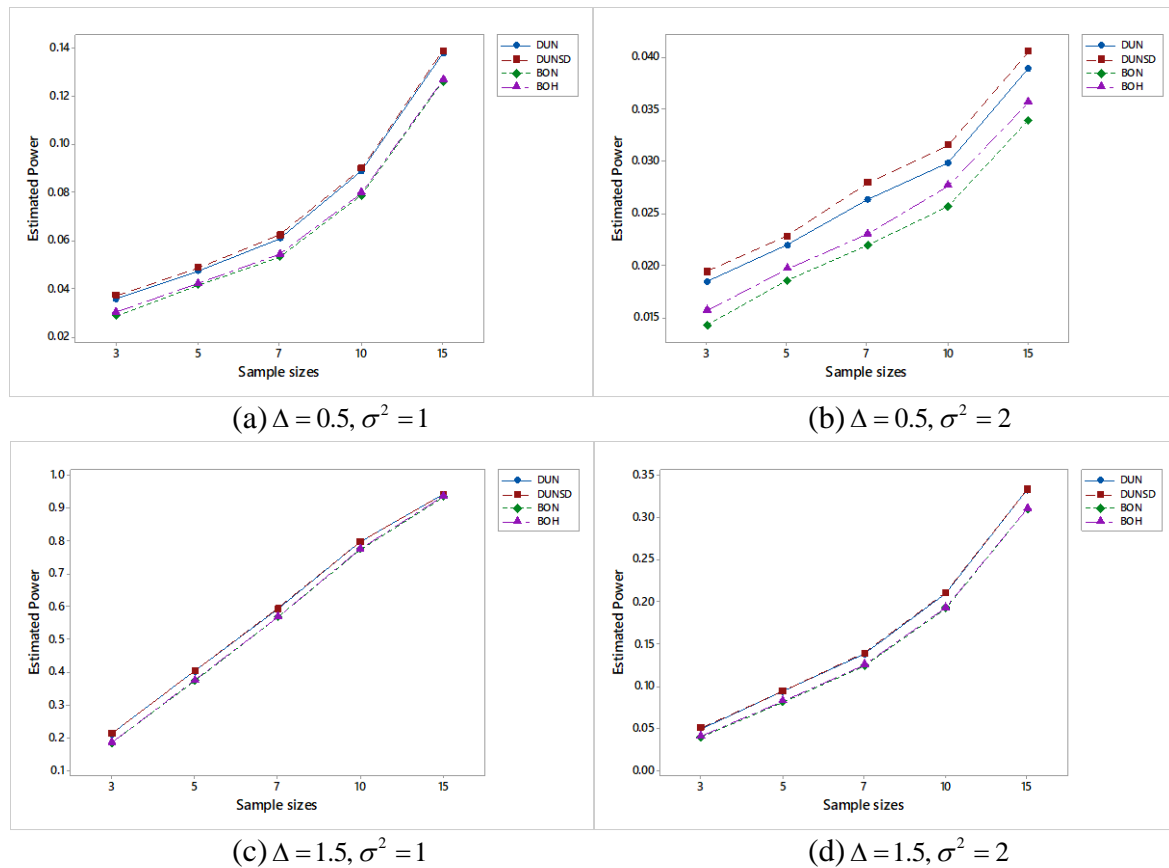 0.14
0.12
0.10
0.08
0.06
0.04
0.02
Estimated Power
3 5 7 10 15
Sample sizes
DUN
DUNSD
BON
BOH
0.040
0.035
0.030
0.025
0.020
0.015
Estimated Power
3 5 7 10 15
Sample sizes
DUN
DUNSD
BON
BOH
(a) Δ = 0.5, σ² = 1
(b) Δ = 0.5, σ² = 2
1.0
0.9
0.8
0.7
0.6
0.5
0.4
0.3
0.2
0.1
Estimated Power
3 5 7 10 15
Sample sizes
DUN
DUNSD
BON
BOH
0.35
0.30
0.25
0.20
0.15
0.10
0.05
0.00
Estimated Power
3 5 7 10 15
Sample sizes
DUN
DUNSD
BON
BOH
(c) Δ = 1.5, σ² = 1
(d) Δ = 1.5, σ² = 2